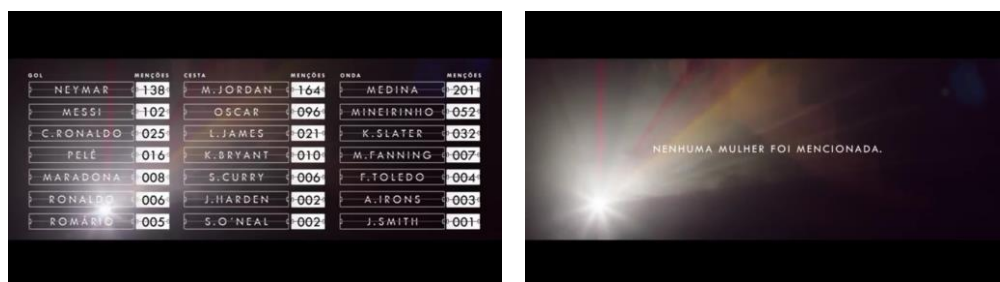 GOL MENÇÕES CESTA MENÇÕES ONDA MENÇÕES
NEYMAR 138 M.JORDAN 164 MEDINA 201
MESSI 102 OSCAR 096 MINEIRINHO 052
C.RONALDO 025 L.JAMES 021 K.SLATER 032
PELÉ 016 K.BRYANT 010 M.FANNING 007
MARADONA 008 S.CURRY 006 F.TOLEDO 004
RONALDO 006 J.HARDEN 002 A.IRONS 003
ROMÁRIO 005 S.O'NEAL 002 J.SMITH 001
NENHUMA MULHER FOI MENCIONADA.